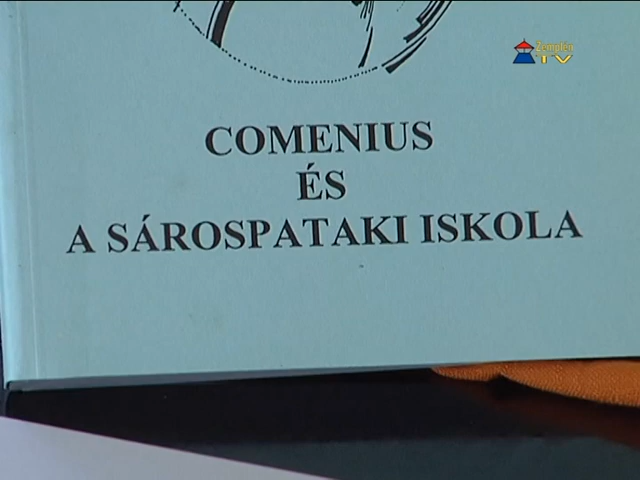 Zemplén
TV
COMENIUS
ÉS
A SÁROSPATAKI ISKOLA